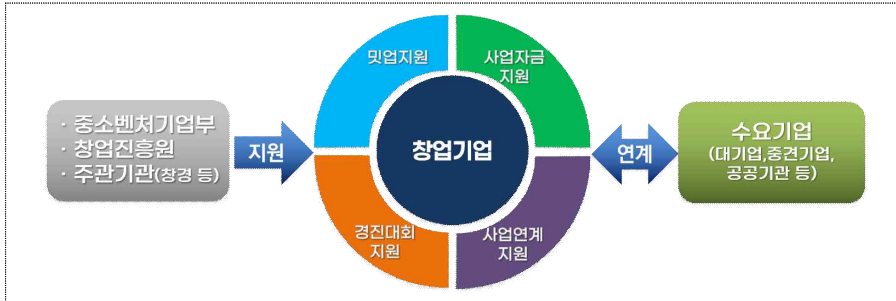 · 중소벤처기업부
· 창업진흥원
· 주관기관(창경 등)
지원
밋업지원
사업자금
지원
창업기업
경진대회
지원
사업연계
지원
연계
수요기업
(대기업,중견기업,
공공기관 등)